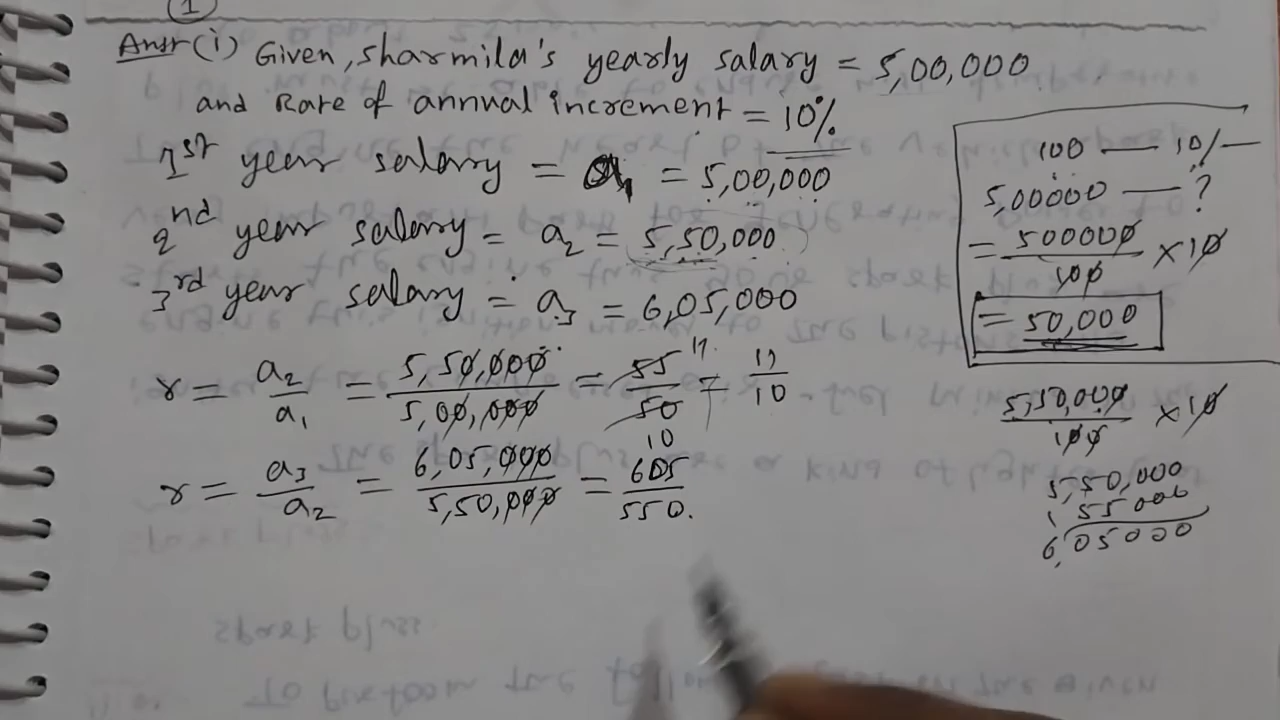 (1)
Ansr (i) Given, Sharmila's yearly salary = 5,00,000
and Rate of annual increment = 10%
1st year salary = a1 = 5,00,000
2nd year salary = a2 = 5,50,000
3rd year salary = a3 = 6,05,000
r = a2/a1 = 5,50,000/5,00,000 = 55/50 = 11/10
11
10
r = a3/a2 = 6,05,000/5,50,000 = 605/550.
100 — 10/—
5,00000 — ?
= 500000/100 × 10
= 50,000
5,50,000/100 × 10
5,50,000
55000
6,05000